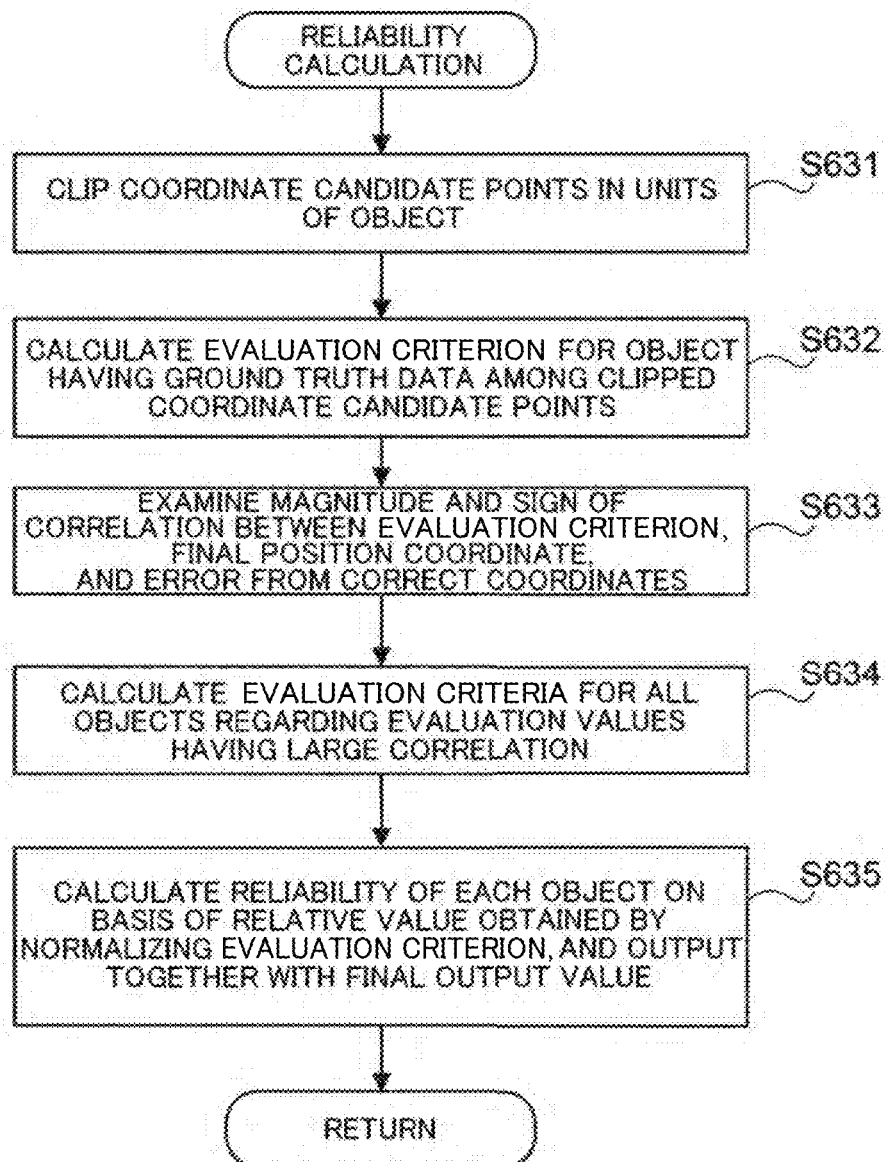 RELIABILITY
CALCULATION
CLIP COORDINATE CANDIDATE POINTS IN UNITS
OF OBJECT
S631
CALCULATE EVALUATION CRITERION FOR OBJECT
HAVING GROUND TRUTH DATA AMONG CLIPPED
COORDINATE CANDIDATE POINTS
S632
EXAMINE MAGNITUDE AND SIGN OF
CORRELATION BETWEEN EVALUATION CRITERION,
FINAL POSITION COORDINATE,
AND ERROR FROM CORRECT COORDINATES
S633
CALCULATE EVALUATION CRITERIA FOR ALL
OBJECTS REGARDING EVALUATION VALUES
HAVING LARGE CORRELATION
S634
CALCULATE RELIABILITY OF EACH OBJECT ON
BASIS OF RELATIVE VALUE OBTAINED BY
NORMALIZING EVALUATION CRITERION, AND OUTPUT
TOGETHER WITH FINAL OUTPUT VALUE
S635
RETURN